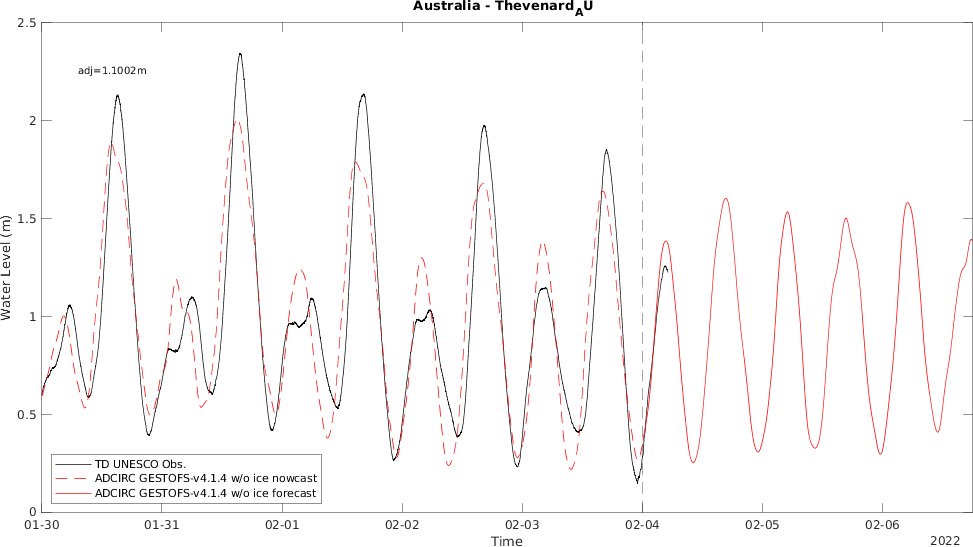 Australia - Thevenard_AU
adj=1.1002m
Water Level (m)
2.5
2
1.5
1
0.5
0
TD UNESCO Obs.
ADCIRC GESTOFS-v4.1.4 w/o ice nowcast
ADCIRC GESTOFS-v4.1.4 w/o ice forecast
01-30 01-31 02-01 02-02 02-03 02-04 02-05 02-06
Time
2022